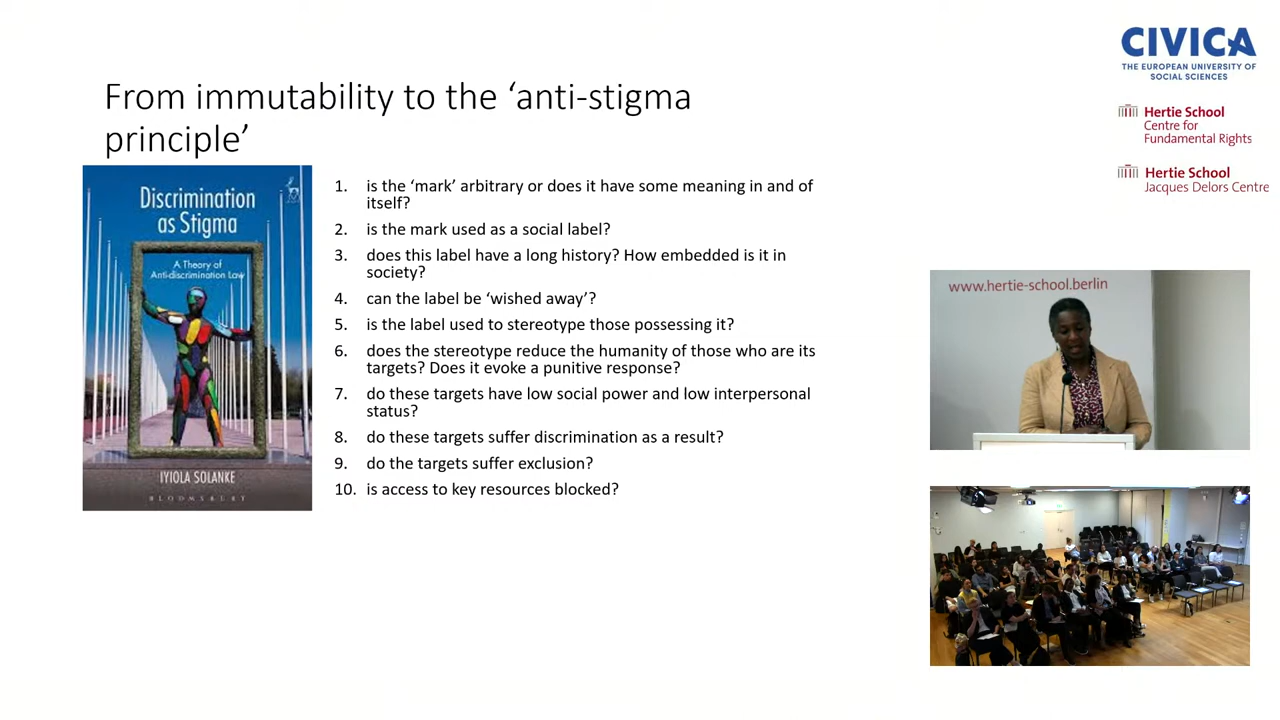 CIVICA
THE EUROPEAN UNIVERSITY OF
SOCIAL SCIENCES
Hertie School
Centre for
Fundamental Rights
Hertie School
Jacques Delors Centre
From immutability to the ‘anti-stigma
principle’
Discrimination
as Stigma
A Theory of
Anti-discrimination Law
IYIOLA SOLANKE
BLOOMSBURY
1. is the ‘mark’ arbitrary or does it have some meaning in and of
itself?
2. is the mark used as a social label?
3. does this label have a long history? How embedded is it in
society?
4. can the label be ‘wished away’?
5. is the label used to stereotype those possessing it?
6. does the stereotype reduce the humanity of those who are its
targets? Does it evoke a punitive response?
7. do these targets have low social power and low interpersonal
status?
8. do these targets suffer discrimination as a result?
9. do the targets suffer exclusion?
10. is access to key resources blocked?
www.hertie-school.berlin